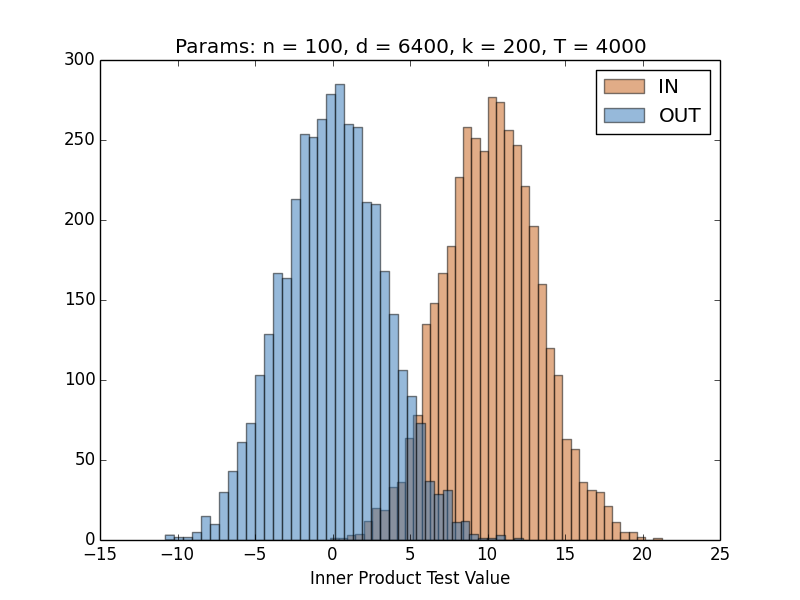 Params: n = 100, d = 6400, k = 200, T = 4000
300
250
200
150
100
50
0
IN
OUT
−15 −10 −5 0 5 10 15 20 25
Inner Product Test Value